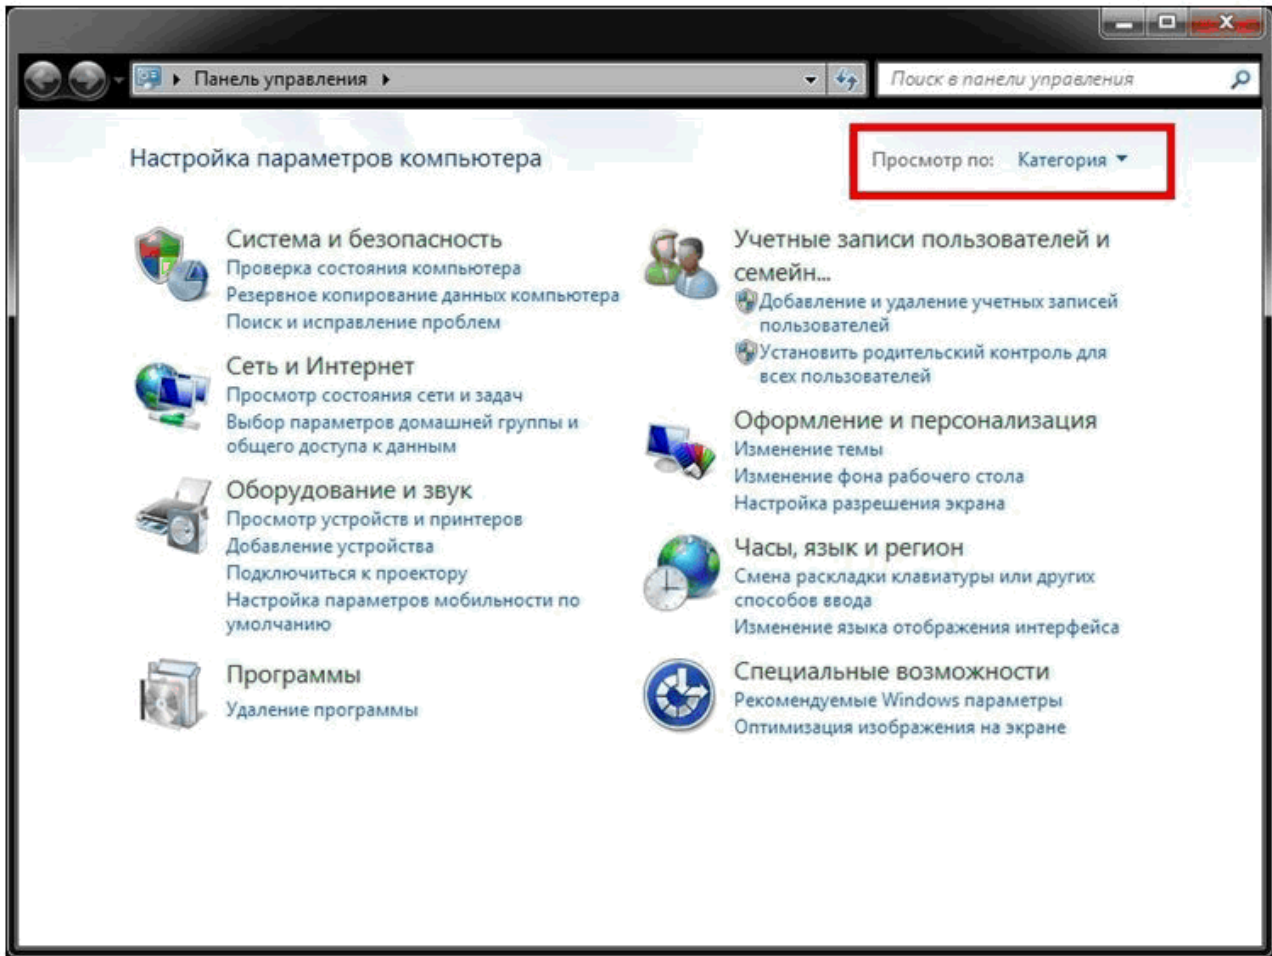 Панель управления
Поиск в панели управления
Настройка параметров компьютера
Просмотр по: Категория
Система и безопасность
Проверка состояния компьютера
Резервное копирование данных компьютера
Поиск и исправление проблем
Сеть и Интернет
Просмотр состояния сети и задач
Выбор параметров домашней группы и
общего доступа к данным
Оборудование и звук
Просмотр устройств и принтеров
Добавление устройства
Подключиться к проектору
Настройка параметров мобильности по
умолчанию
Программы
Удаление программы
Учетные записи пользователей и
семейн...
Добавление и удаление учетных записей
пользователей
Установить родительский контроль для
всех пользователей
Оформление и персонализация
Изменение темы
Изменение фона рабочего стола
Настройка разрешения экрана
Часы, язык и регион
Смена раскладки клавиатуры или других
способов ввода
Изменение языка отображения интерфейса
Специальные возможности
Рекомендуемые Windows параметры
Оптимизация изображения на экране